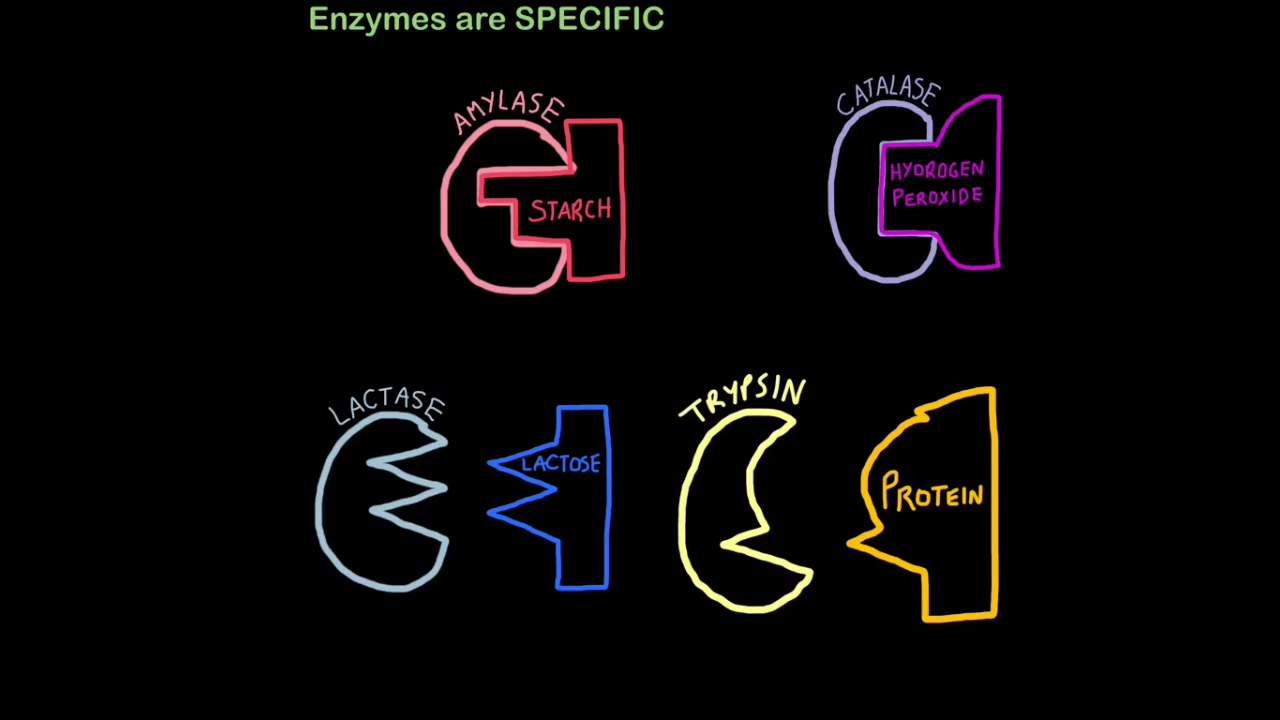 Enzymes are SPECIFIC
AMYLASE
STARCH
CATALASE
HYDROGEN
PEROXIDE
LACTASE
LACTOSE
TRYPSIN
PROTEIN